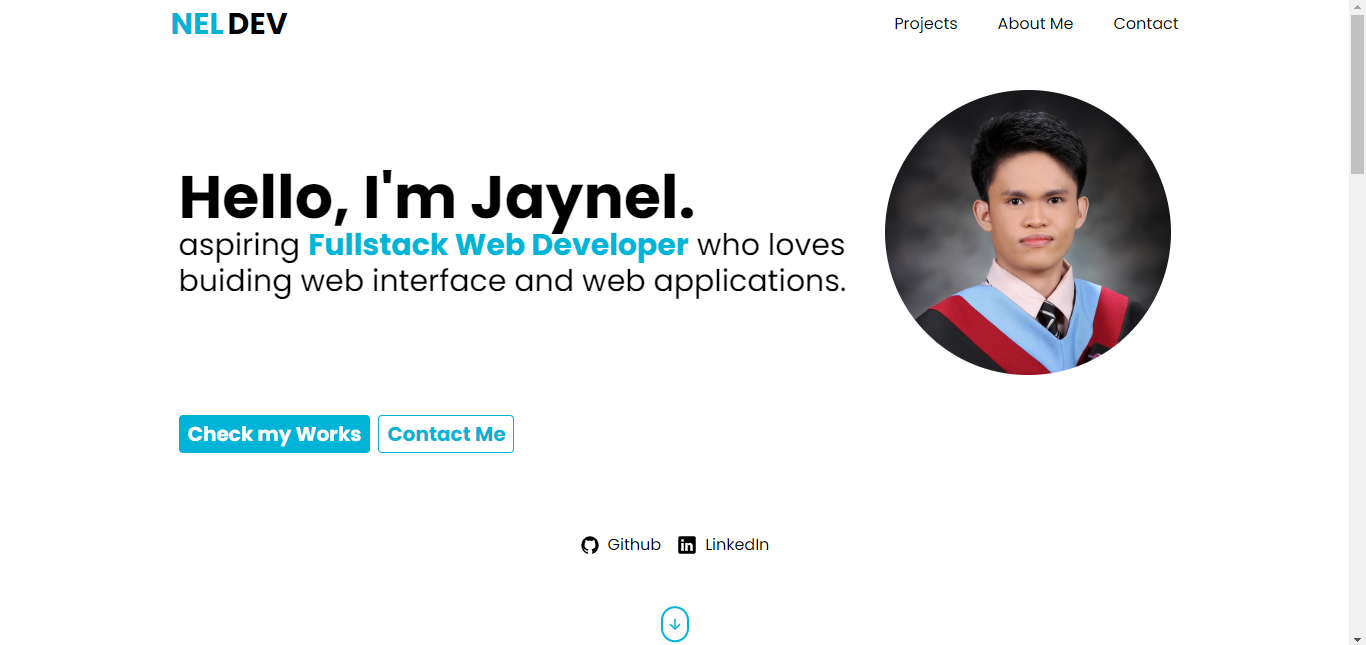 NEL DEV
Projects
About Me
Contact
Hello, I'm Jaynel.
aspiring Fullstack Web Developer who loves
buiding web interface and web applications.
Check my Works
Contact Me
Github
LinkedIn